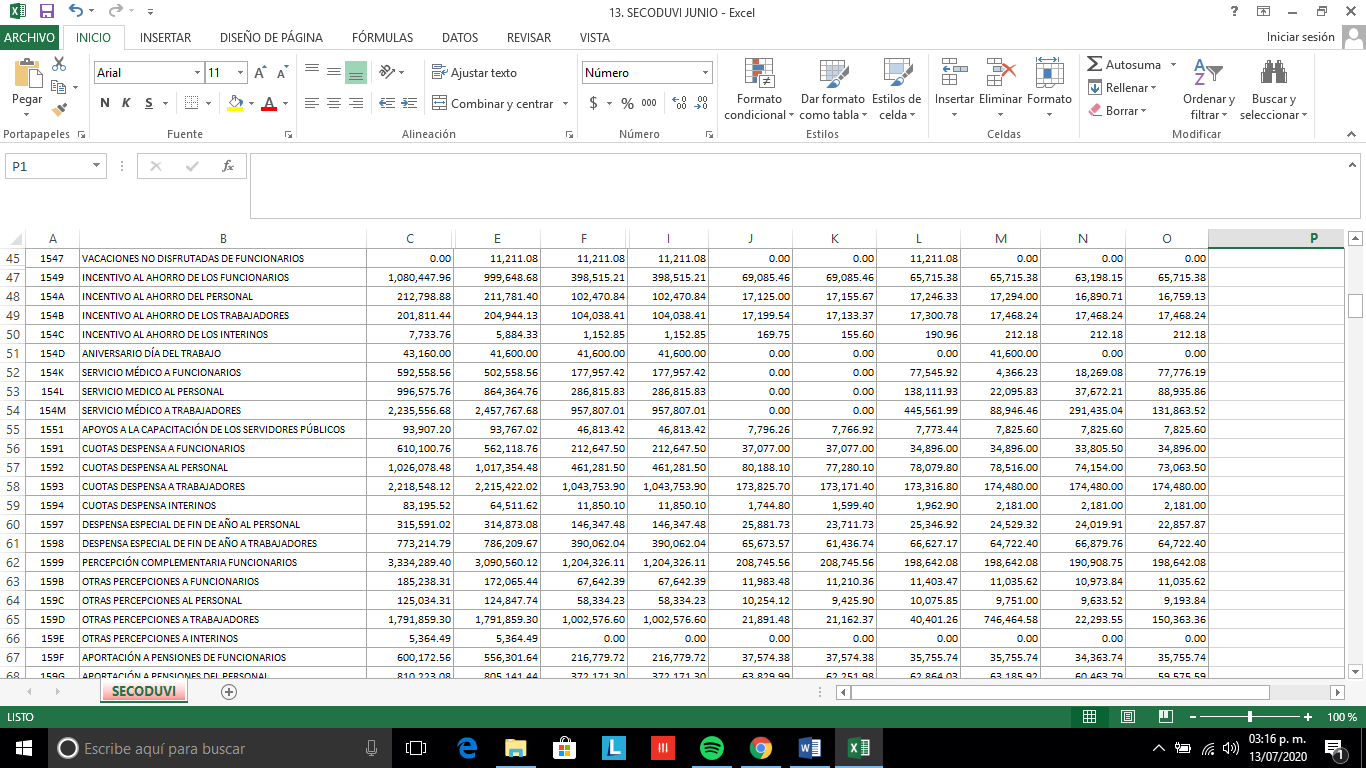 13. SECODUVI JUNIO - Excel
ARCHIVO INICIO INSERTAR DISEÑO DE PÁGINA FÓRMULAS DATOS REVISAR VISTA Iniciar sesión
Pegar
Arial 11
N K S
Ajustar texto
Combinar y centrar
Número
$ % 000
Formato condicional
Dar formato como tabla
Estilos de celda
Insertar Eliminar Formato
Autosuma
Rellenar
Borrar
Ordenar y filtrar
Buscar y seleccionar
Portapapeles Fuente Alineación Número Estilos Celdas Modificar
P1 fx
A B C E F I J K L M N O P
45 1547 VACACIONES NO DISFRUTADAS DE FUNCIONARIOS 0.00 11,211.08 11,211.08 11,211.08 0.00 0.00 11,211.08 0.00 0.00 0.00
47 1549 INCENTIVO AL AHORRO DE LOS FUNCIONARIOS 1,080,447.96 999,648.68 398,515.21 398,515.21 69,085.46 69,085.46 65,715.38 65,715.38 63,198.15 65,715.38
48 154A INCENTIVO AL AHORRO DEL PERSONAL 212,798.88 211,781.40 102,470.84 102,470.84 17,125.00 17,155.67 17,246.33 17,294.00 16,890.71 16,759.13
49 154B INCENTIVO AL AHORRO DE LOS TRABAJADORES 201,811.44 204,944.13 104,038.41 104,038.41 17,199.54 17,133.37 17,300.78 17,468.24 17,468.24 17,468.24
50 154C INCENTIVO AL AHORRO DE LOS INTERINOS 7,733.76 5,884.33 1,152.85 1,152.85 169.75 155.60 190.96 212.18 212.18 212.18
51 154D ANIVERSARIO DÍA DEL TRABAJO 43,160.00 41,600.00 41,600.00 41,600.00 0.00 0.00 0.00 41,600.00 0.00 0.00
52 154K SERVICIO MÉDICO A FUNCIONARIOS 592,558.56 502,558.56 177,957.42 177,957.42 0.00 0.00 77,545.92 4,366.23 18,269.08 77,776.19
53 154L SERVICIO MEDICO AL PERSONAL 996,575.76 864,364.76 286,815.83 286,815.83 0.00 0.00 138,111.93 22,095.83 37,672.21 88,935.86
54 154M SERVICIO MÉDICO A TRABAJADORES 2,235,556.68 2,457,767.68 957,807.01 957,807.01 0.00 0.00 445,561.99 88,946.46 291,435.04 131,863.52
55 1551 APOYOS A LA CAPACITACIÓN DE LOS SERVIDORES PÚBLICOS 93,907.20 93,767.02 46,813.42 46,813.42 7,796.26 7,766.92 7,773.44 7,825.60 7,825.60 7,825.60
56 1591 CUOTAS DESPENSA A FUNCIONARIOS 610,100.76 562,118.76 212,647.50 212,647.50 37,077.00 37,077.00 34,896.00 34,896.00 33,805.50 34,896.00
57 1592 CUOTAS DESPENSA AL PERSONAL 1,026,078.48 1,017,354.48 461,281.50 461,281.50 80,188.10 77,280.10 78,079.80 78,516.00 74,154.00 73,063.50
58 1593 CUOTAS DESPENSA A TRABAJADORES 2,218,548.12 2,215,422.02 1,043,753.90 1,043,753.90 173,825.70 173,171.40 173,316.80 174,480.00 174,480.00 174,480.00
59 1594 CUOTAS DESPENSA INTERINOS 83,195.52 64,511.62 11,850.10 11,850.10 1,744.80 1,599.40 1,962.90 2,181.00 2,181.00 2,181.00
60 1597 DESPENSA ESPECIAL DE FIN DE AÑO AL PERSONAL 315,591.02 314,873.08 146,347.48 146,347.48 25,881.73 23,711.73 25,346.92 24,529.32 24,019.91 22,857.87
61 1598 DESPENSA ESPECIAL DE FIN DE AÑO A TRABAJADORES 773,214.79 786,209.67 390,062.04 390,062.04 65,673.57 61,436.74 66,627.17 64,722.40 66,879.76 64,722.40
62 1599 PERCEPCIÓN COMPLEMENTARIA FUNCIONARIOS 3,334,289.40 3,090,560.12 1,204,326.11 1,204,326.11 208,745.56 208,745.56 198,642.08 198,642.08 190,908.75 198,642.08
63 159B OTRAS PERCEPCIONES A FUNCIONARIOS 185,238.31 172,065.44 67,642.39 67,642.39 11,983.48 11,210.36 11,403.47 11,035.62 10,973.84 11,035.62
64 159C OTRAS PERCEPCIONES AL PERSONAL 125,034.31 124,847.74 58,334.23 58,334.23 10,254.12 9,425.90 10,075.85 9,751.00 9,633.52 9,193.84
65 159D OTRAS PERCEPCIONES A TRABAJADORES 1,791,859.30 1,791,859.30 1,002,576.60 1,002,576.60 21,891.48 21,162.37 40,401.26 746,464.58 22,293.55 150,363.36
66 159E OTRAS PERCEPCIONES A INTERINOS 5,364.49 5,364.49 0.00 0.00 0.00 0.00 0.00 0.00 0.00 0.00
67 159F APORTACIÓN A PENSIONES DE FUNCIONARIOS 600,172.56 556,301.64 216,779.72 216,779.72 37,574.38 37,574.38 35,755.74 35,755.74 34,363.74 35,755.74
68 159G APORTACIÓN A PENSIONES DEL PERSONAL 810,223.08 805,141.44 372,171.30 372,171.30 63,829.99 62,251.98 62,864.03 63,185.92 60,463.79 59,575.59
SECODUVI
LISTO 100 %
Escribe aquí para buscar
03:16 p. m.
13/07/2020
1